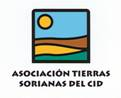 ASOCIACIÓN TIERRAS
SORIANAS DEL CID